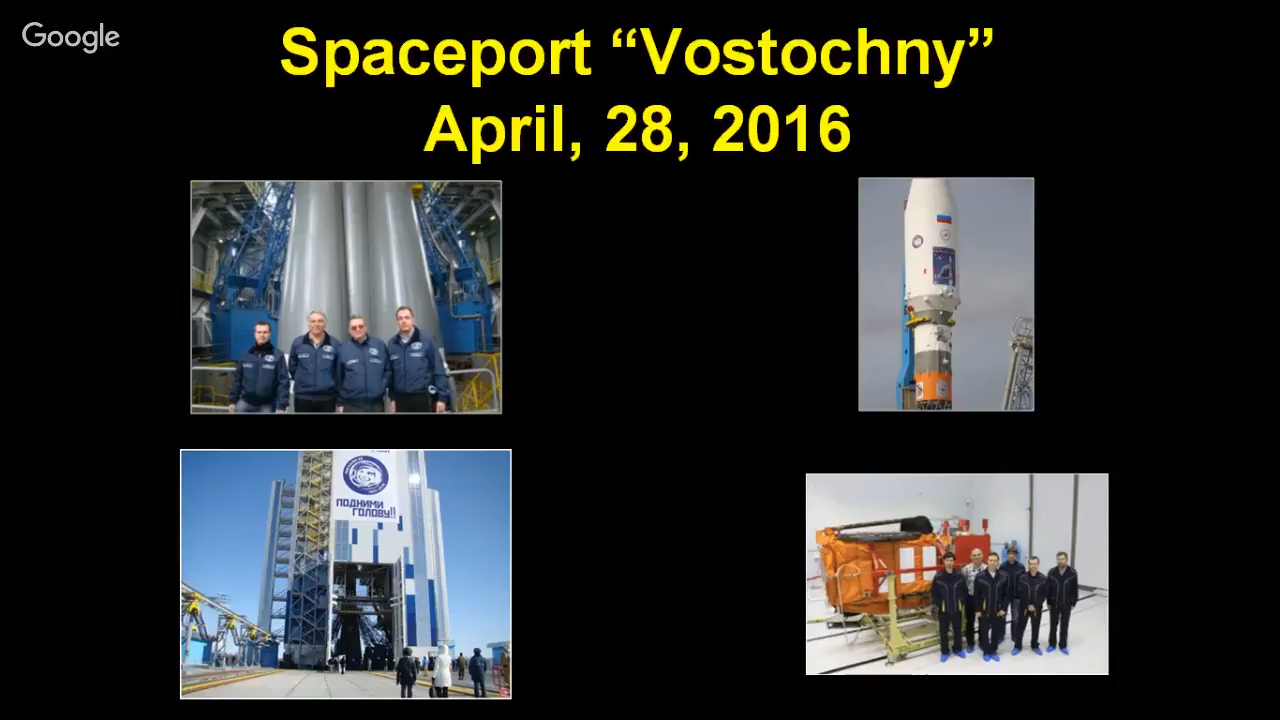 Google
Spaceport “Vostochny”
April, 28, 2016
ПОДНИМИ
ГОЛОВУ!!